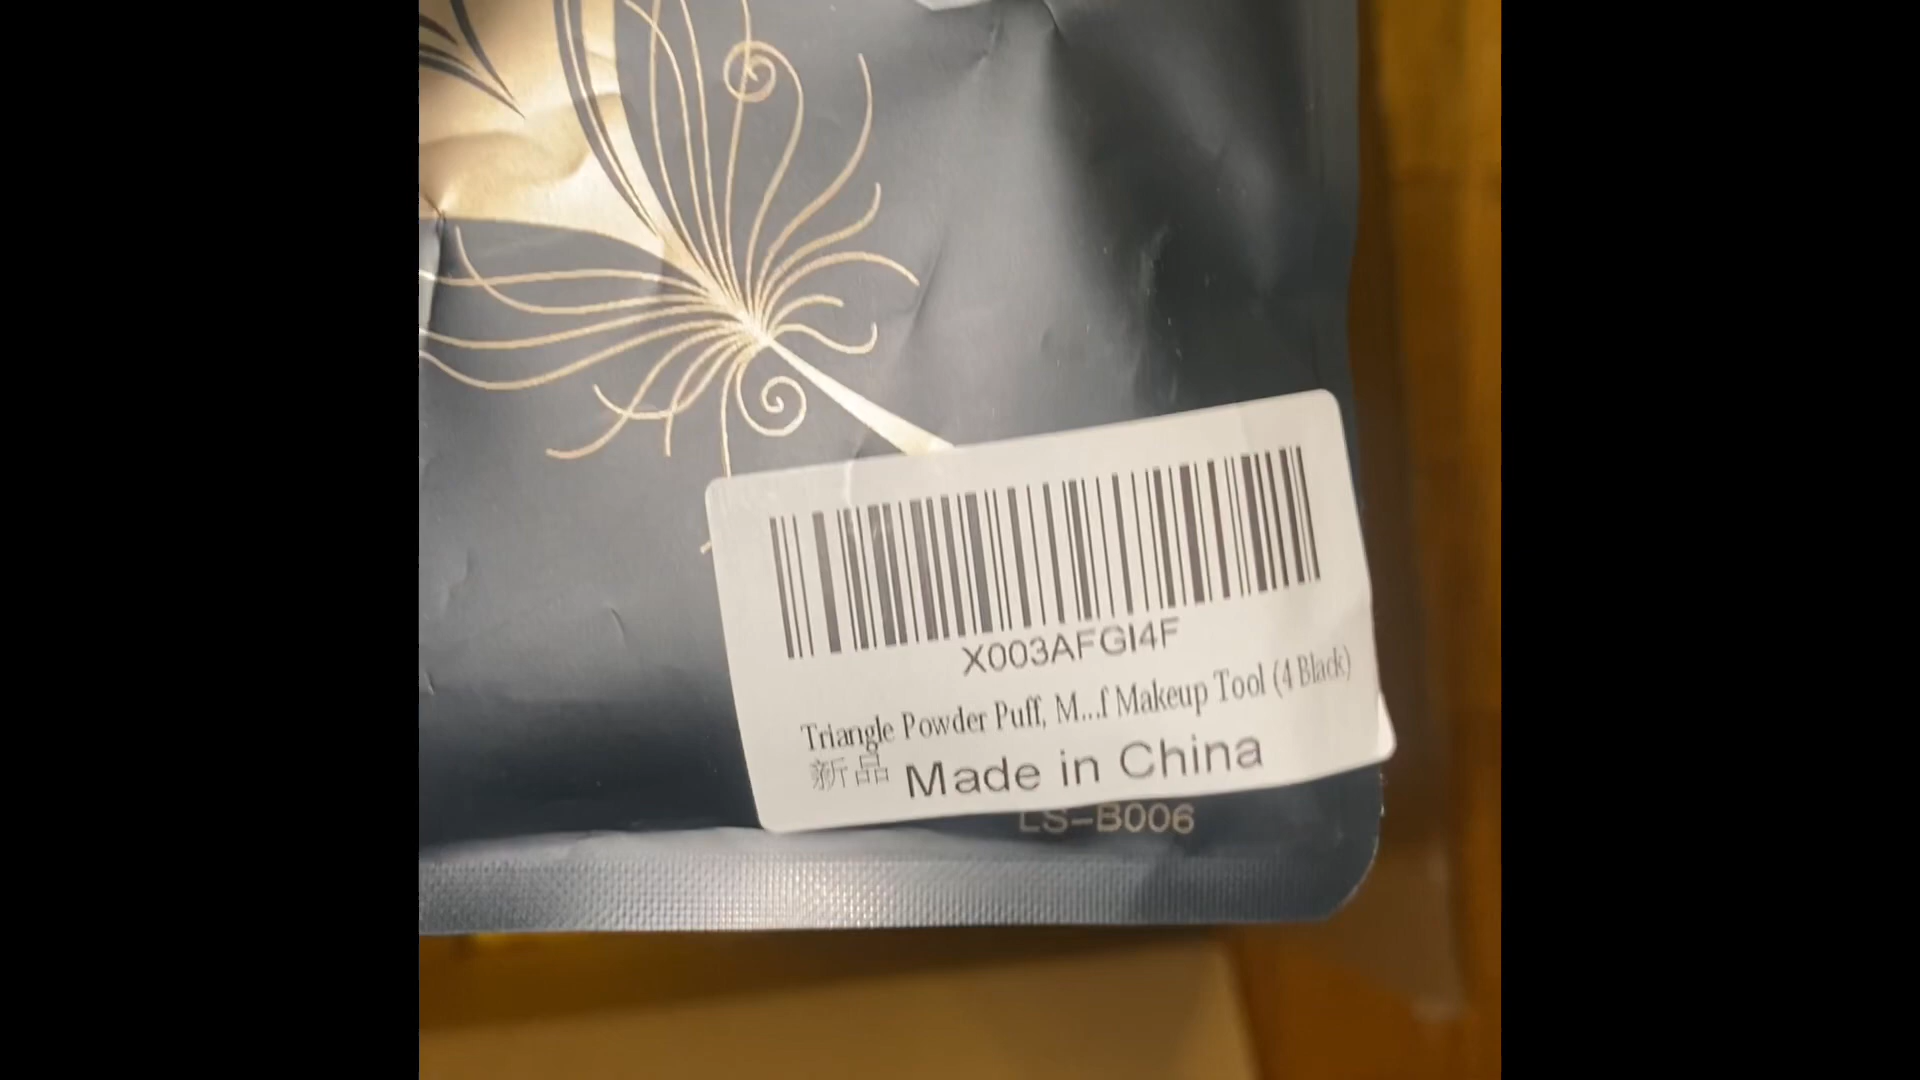 X003AFGI4F
Triangle Powder Puff, M...f Makeup Tool (4 Black)
新品 Made in China
LS-B006